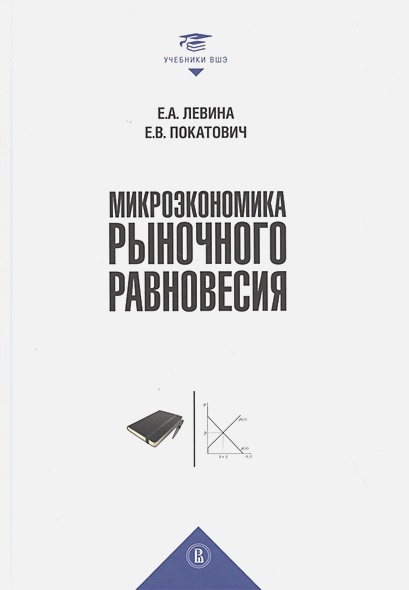 УЧЕБНИКИ ВШЭ
Е.А. ЛЕВИНА
Е.В. ПОКАТОВИЧ
МИКРОЭКОНОМИКА
РЫНОЧНОГО
РАВНОВЕСИЯ